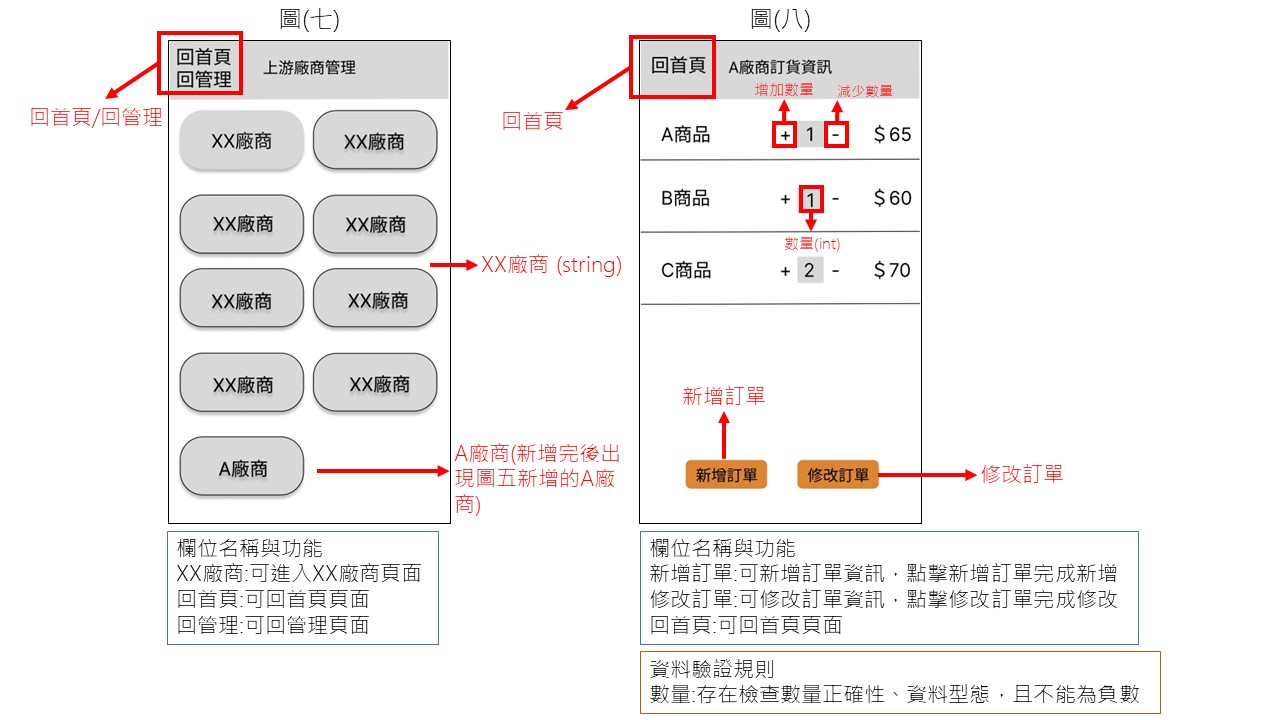 圖(七)
回首頁
回管理
上游廠商管理
回首頁/回管理
XX廠商
XX廠商
XX廠商
XX廠商
XX廠商 (string)
XX廠商
XX廠商
XX廠商
XX廠商
A廠商
A廠商(新增完後出
現圖五新增的A廠
商)
欄位名稱與功能
XX廠商:可進入XX廠商頁面
回首頁:可回首頁頁面
回管理:可回管理頁面
圖(八)
回首頁
A廠商訂貨資訊
增加數量
減少數量
回首頁
A商品 + 1 - $65
B商品 + 1 - $60
數量(int)
C商品 + 2 - $70
新增訂單
新增訂單
修改訂單
修改訂單
欄位名稱與功能
新增訂單:可新增訂單資訊，點擊新增訂單完成新增
修改訂單:可修改訂單資訊，點擊修改訂單完成修改
回首頁:可回首頁頁面
資料驗證規則
數量:存在檢查數量正確性、資料型態，且不能為負數